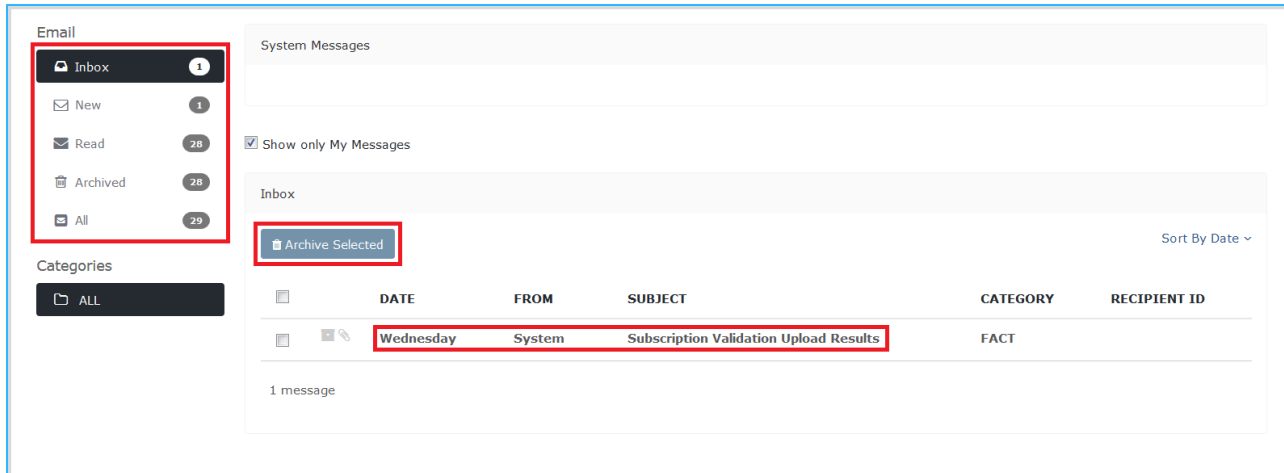 Email
Inbox 1
New 1
Read 28
Archived 28
All 29
Categories
ALL
System Messages
Show only My Messages
Inbox
Archive Selected
Sort By Date
DATE FROM SUBJECT CATEGORY RECIPIENT ID
Wednesday System Subscription Validation Upload Results FACT
1 message